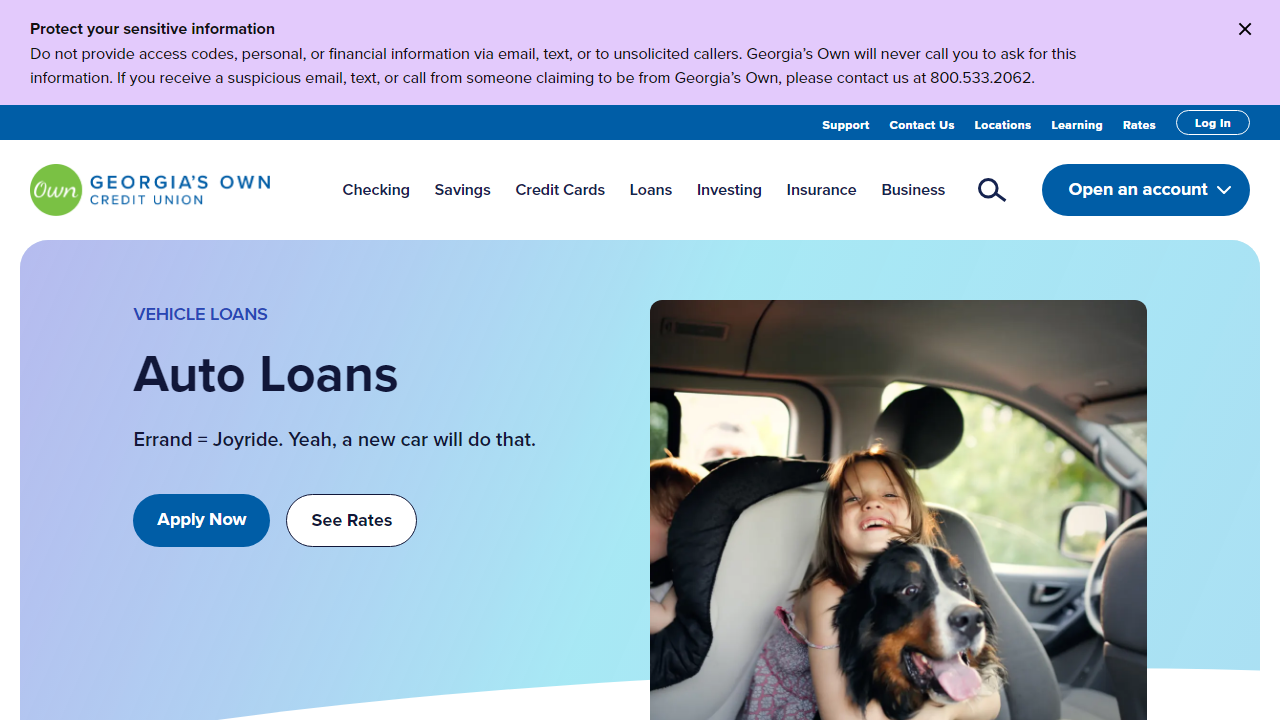 Protect your sensitive information
Do not provide access codes, personal, or financial information via email, text, or to unsolicited callers. Georgia’s Own will never call you to ask for this
information. If you receive a suspicious email, text, or call from someone claiming to be from Georgia’s Own, please contact us at 800.533.2062.
Support Contact Us Locations Learning Rates Log In
Own GEORGIA’S OWN
CREDIT UNION
Checking Savings Credit Cards Loans Investing Insurance Business Open an account
VEHICLE LOANS
Auto Loans
Errand = Joyride. Yeah, a new car will do that.
Apply Now See Rates